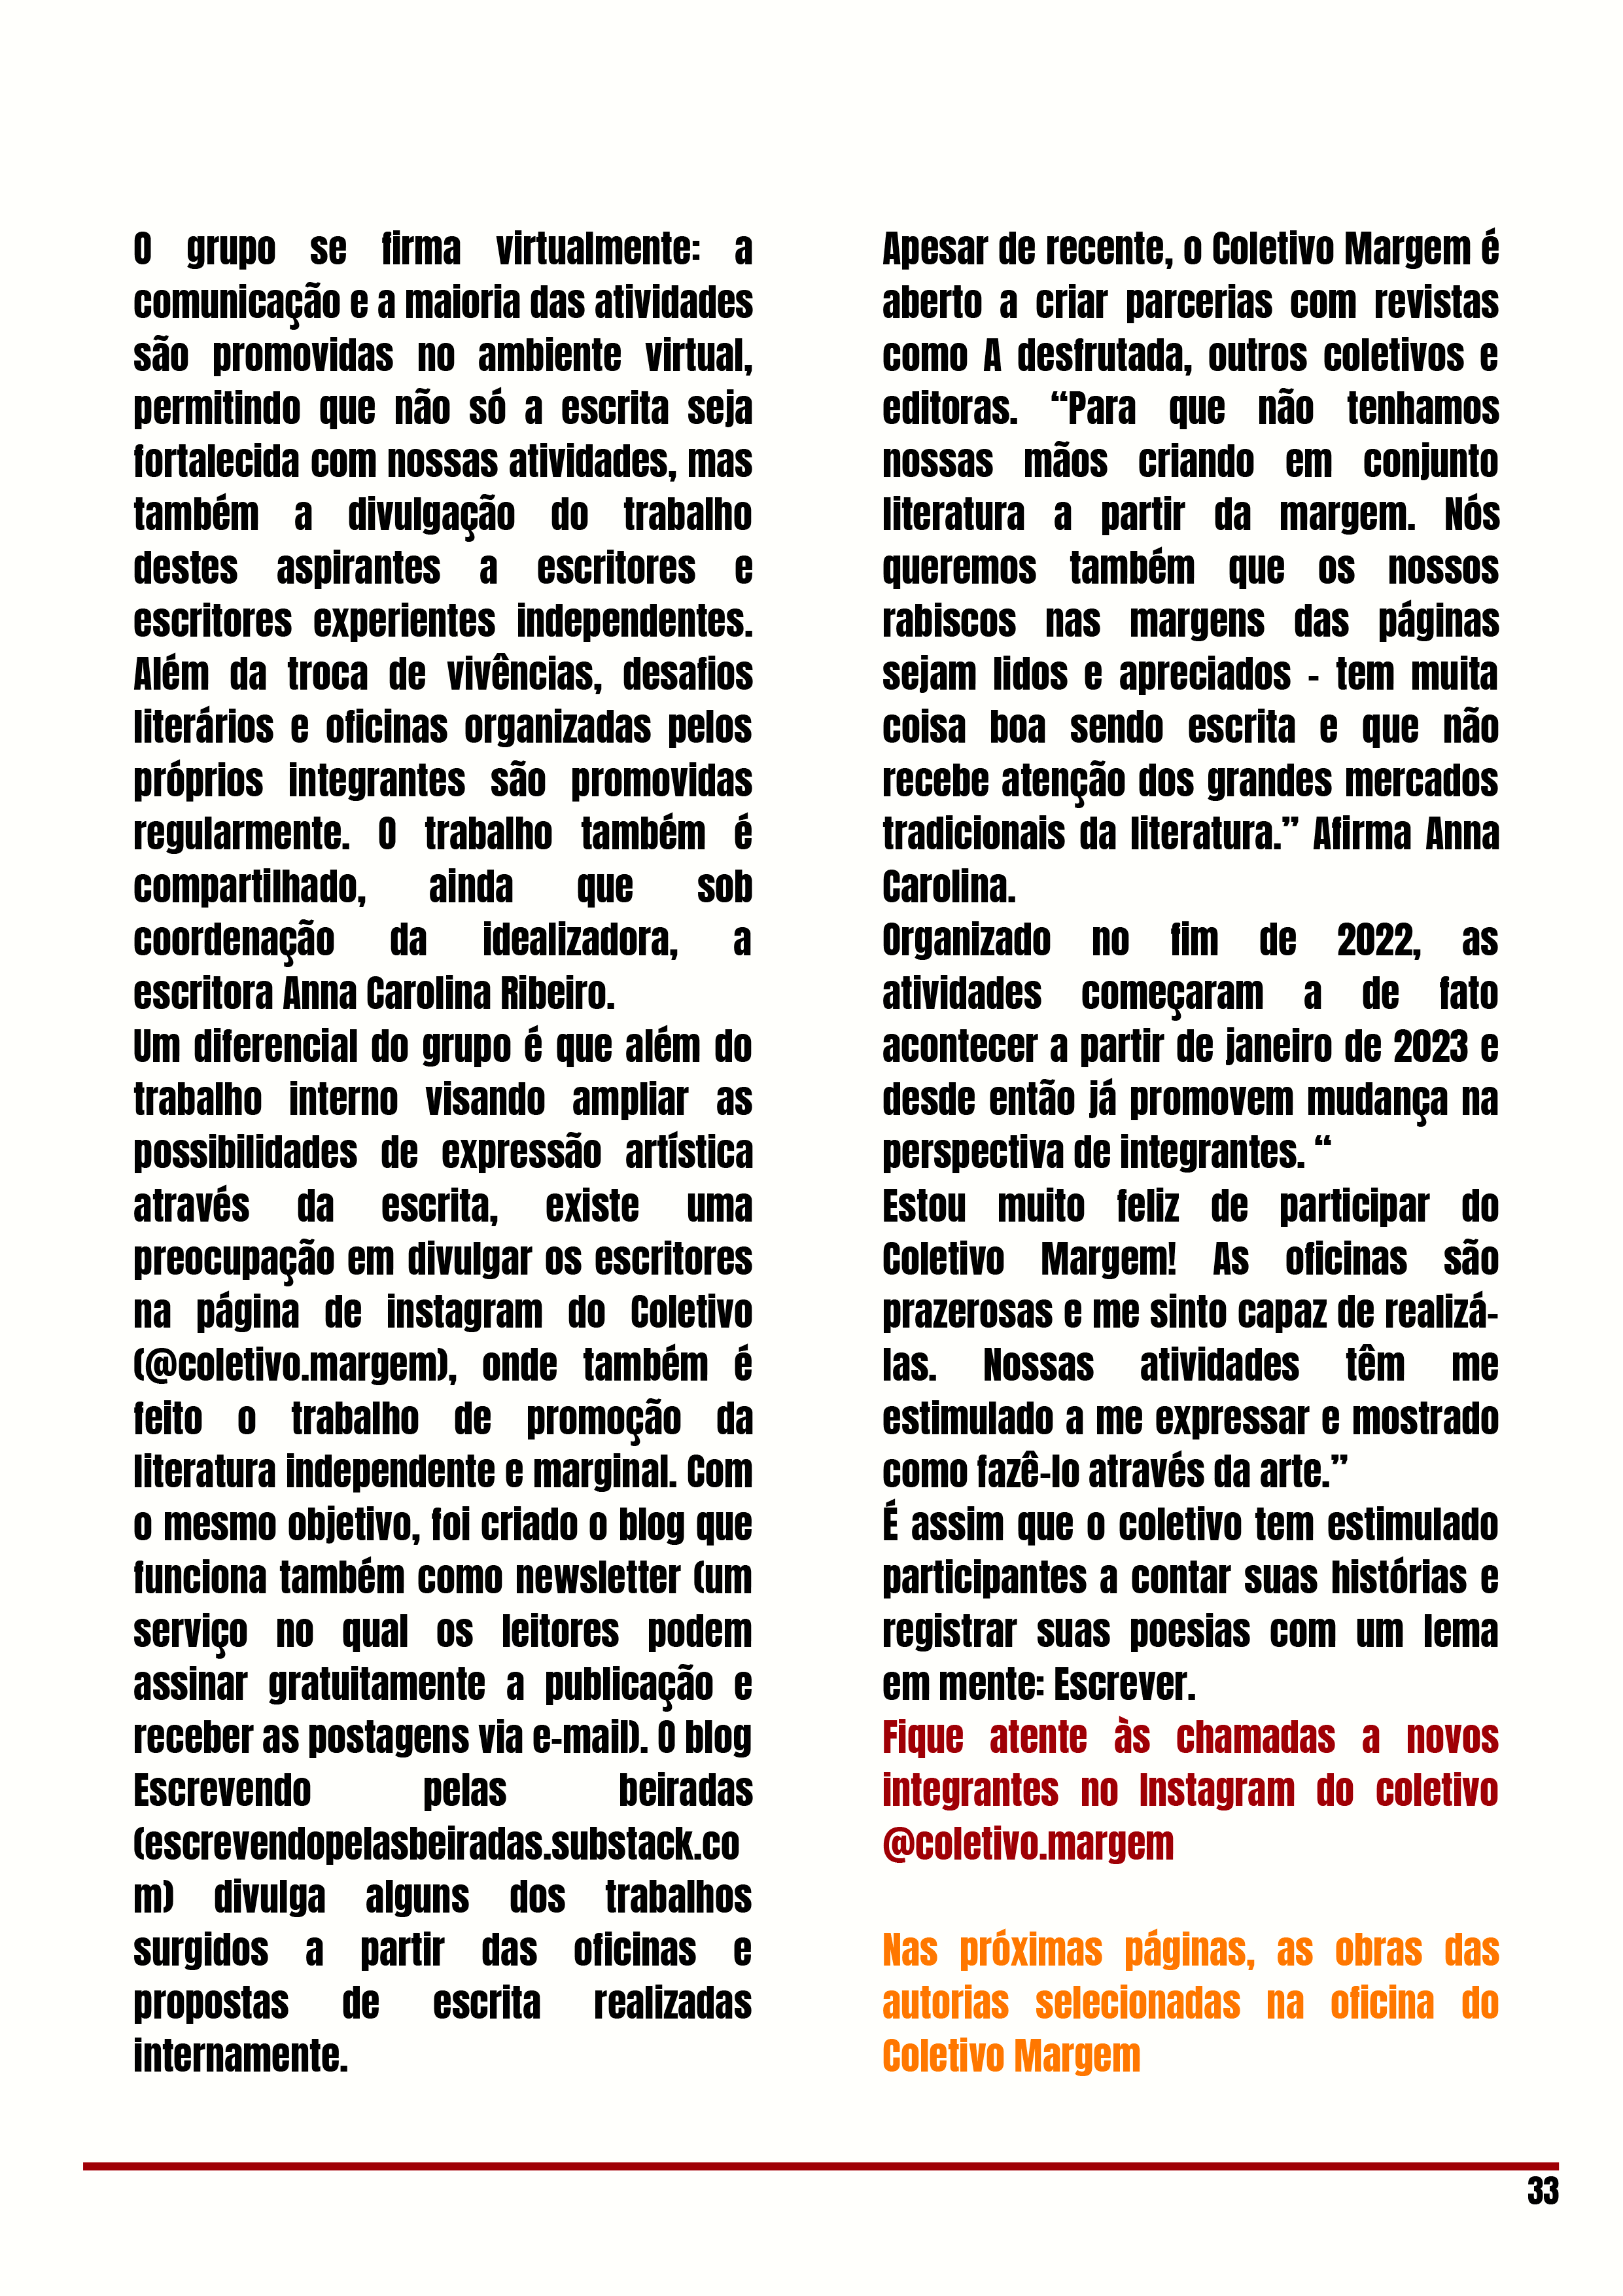 O grupo se firma virtualmente: a
comunicação e a maioria das atividades
são promovidas no ambiente virtual,
permitindo que não só a escrita seja
fortalecida com nossas atividades, mas
também a divulgação do trabalho
destes aspirantes a escritores e
escritores experientes independentes.
Além da troca de vivências, desafios
literários e oficinas organizadas pelos
próprios integrantes são promovidas
regularmente. O trabalho também é
compartilhado, ainda que sob
coordenação da idealizadora, a
escritora Anna Carolina Ribeiro.
Um diferencial do grupo é que além do
trabalho interno visando ampliar as
possibilidades de expressão artística
através da escrita, existe uma
preocupação em divulgar os escritores
na página de instagram do Coletivo
(@coletivo.margem), onde também é
feito o trabalho de promoção da
literatura independente e marginal. Com
o mesmo objetivo, foi criado o blog que
funciona também como newsletter (um
serviço no qual os leitores podem
assinar gratuitamente a publicação e
receber as postagens via e-mail). O blog
Escrevendo pelas beiradas
(escrevendopelasbeiradas.substack.co
m) divulga alguns dos trabalhos
surgidos a partir das oficinas e
propostas de escrita realizadas
internamente.
Apesar de recente, o Coletivo Margem é
aberto a criar parcerias com revistas
como A desfrutada, outros coletivos e
editoras. “Para que não tenhamos
nossas mãos criando em conjunto
literatura a partir da margem. Nós
queremos também que os nossos
rabiscos nas margens das páginas
sejam lidos e apreciados - tem muita
coisa boa sendo escrita e que não
recebe atenção dos grandes mercados
tradicionais da literatura.” Afirma Anna
Carolina.
Organizado no fim de 2022, as
atividades começaram a de fato
acontecer a partir de janeiro de 2023 e
desde então já promovem mudança na
perspectiva de integrantes. “
Estou muito feliz de participar do
Coletivo Margem! As oficinas são
prazerosas e me sinto capaz de realizá-
las. Nossas atividades têm me
estimulado a me expressar e mostrado
como fazê-lo através da arte.”
É assim que o coletivo tem estimulado
participantes a contar suas histórias e
registrar suas poesias com um lema
em mente: Escrever.
Fique atente às chamadas a novos
integrantes no Instagram do coletivo
@coletivo.margem
Nas próximas páginas, as obras das
autorias selecionadas na oficina do
Coletivo Margem
33